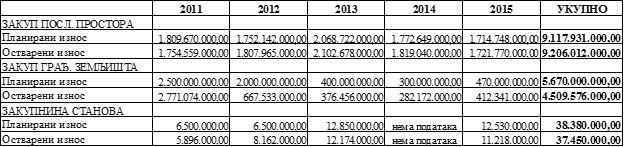 2011 2012 2013 2014 2015 УКУПНО
ЗАКУП ПОСЛ. ПРОСТОРА
Планирани износ 1.809.670.000,00 1.752.142.000,00 2.068.722.000,00 1.772.649.000,00 1.714.748.000,00 9.117.931.000,00
Остварени износ 1.754.559.000,00 1.807.965.000,00 2.102.678.000,00 1.819.040.000,00 1.721.770.000,00 9.206.012.000,00
ЗАКУП ГРАЂ. ЗЕМЉИШТА
Планирани износ 2.500.000.000,00 2.000.000.000,00 400.000.000,00 300.000.000,00 470.000.000,00 5.670.000.000,00
Остварени износ 2.771.074.000,00 667.533.000,00 376.456.000,00 282.172.000,00 412.341.000,00 4.509.576.000,00
ЗАКУПНИНА СТАНОВА
Планирани износ 6.500.000,00 6.500.000,00 12.850.000,00 нема података 12.530.000,00 38.380.000,00
Остварени износ 5.896.000,00 8.162.000,00 12.174.000,00 нема података 11.218.000,00 37.450.000,00